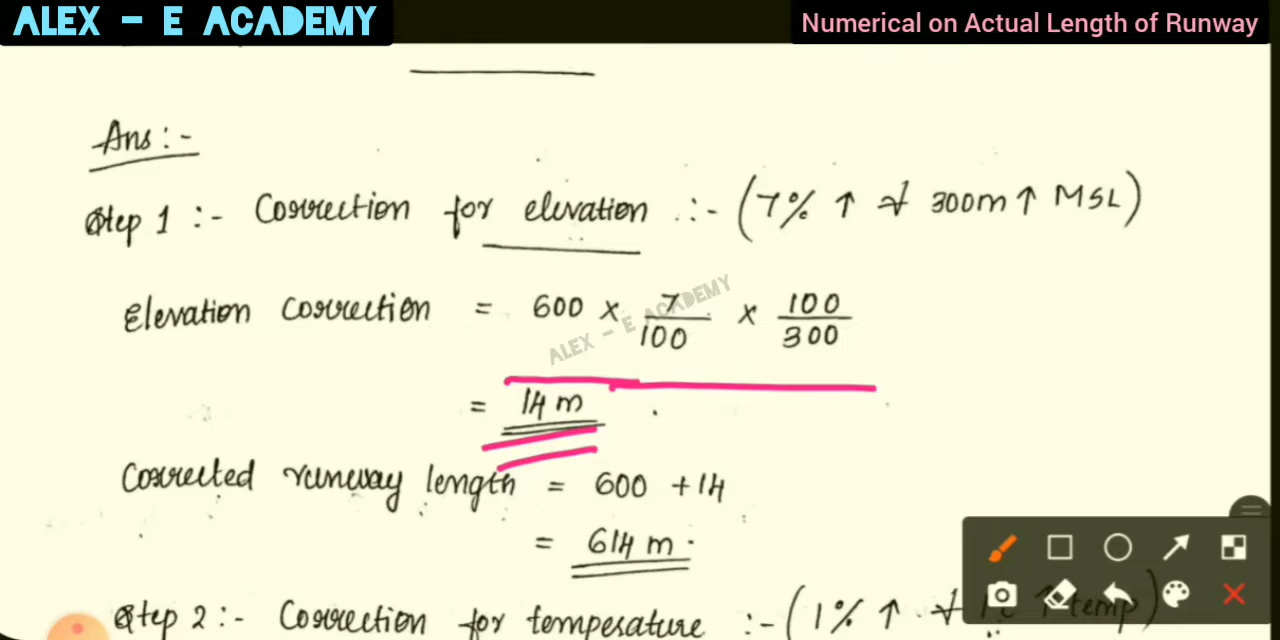 ALEX - E ACADEMY
Numerical on Actual Length of Runway
Ans :-
Step 1 :- Correction for elevation :- (7% ↑ ∀ 300m ↑ MSL)
Elevation correction = 600 × 7/100 × 100/300
ALEX - E ACADEMY
= 14 m
Corrected runway length = 600 + 14
= 614 m.
Step 2 :- Correction for temperature :- (1% ↑ ∀ 1°c ↑ temp)